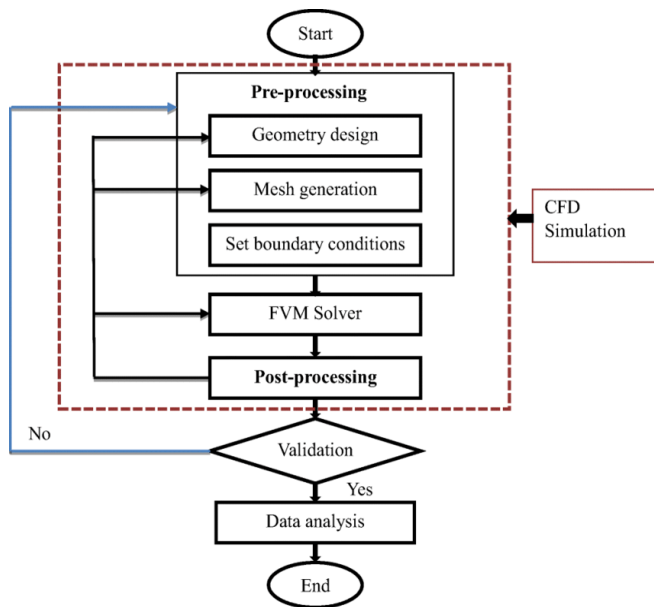 Start
Pre-processing
Geometry design
Mesh generation
Set boundary conditions
CFD
Simulation
FVM Solver
Post-processing
No
Validation
Yes
Data analysis
End